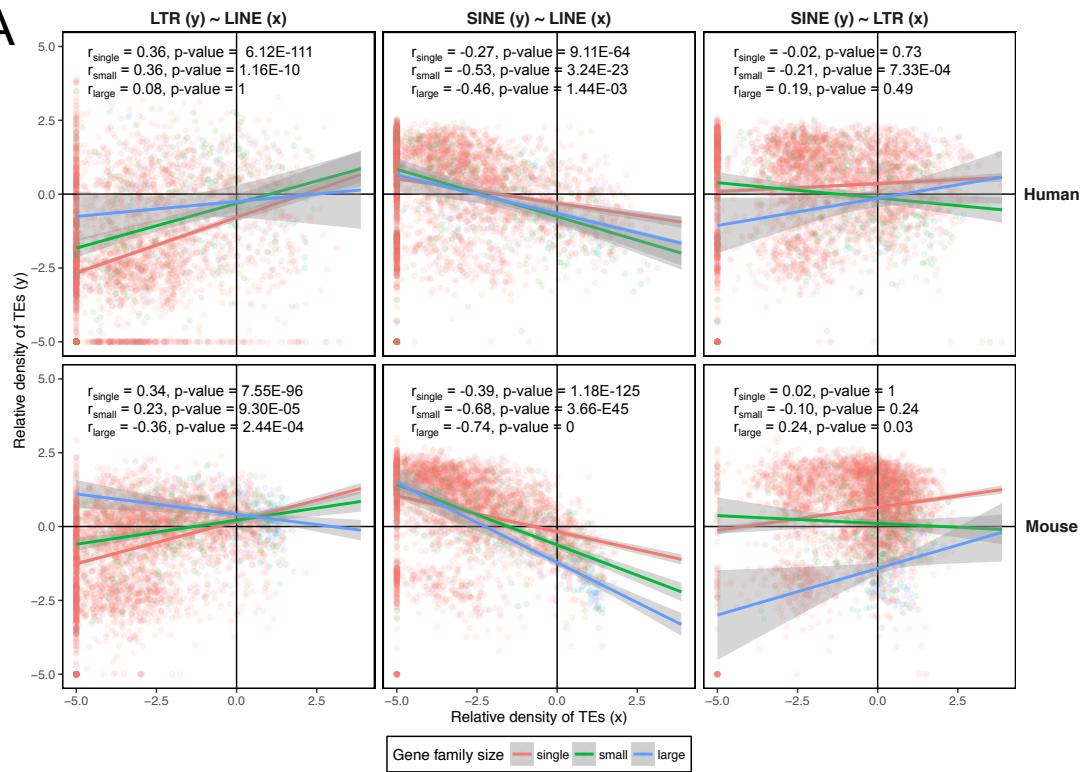 A
LTR (y) ~ LINE (x)
SINE (y) ~ LINE (x)
SINE (y) ~ LTR (x)
r_single = 0.36, p-value = 6.12E-111
r_small = 0.36, p-value = 1.16E-10
r_large = 0.08, p-value = 1
r_single = -0.27, p-value = 9.11E-64
r_small = -0.53, p-value = 3.24E-23
r_large = -0.46, p-value = 1.44E-03
r_single = -0.02, p-value = 0.73
r_small = -0.21, p-value = 7.33E-04
r_large = 0.19, p-value = 0.49
5.0
2.5
0.0
−2.5
−5.0
Human
Relative density of TEs (y)
r_single = 0.34, p-value = 7.55E-96
r_small = 0.23, p-value = 9.30E-05
r_large = -0.36, p-value = 2.44E-04
r_single = -0.39, p-value = 1.18E-125
r_small = -0.68, p-value = 3.66-E45
r_large = -0.74, p-value = 0
r_single = 0.02, p-value = 1
r_small = -0.10, p-value = 0.24
r_large = 0.24, p-value = 0.03
5.0
2.5
0.0
−2.5
−5.0
Mouse
−5.0 −2.5 0.0 2.5
−5.0 −2.5 0.0 2.5
−5.0 −2.5 0.0 2.5
Relative density of TEs (x)
Gene family size single small large